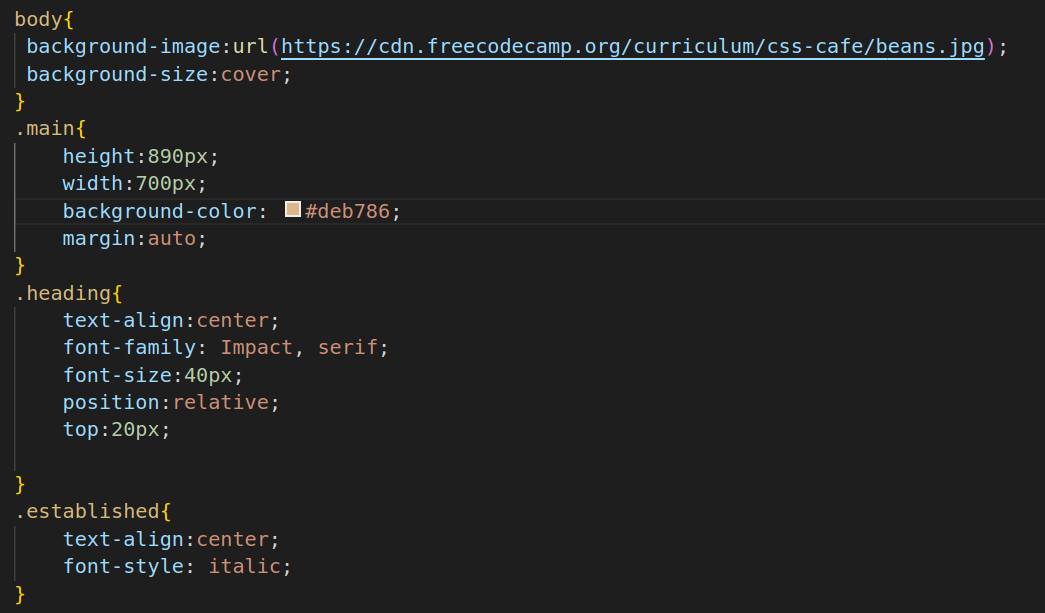 body{
 background-image:url(https://cdn.freecodecamp.org/curriculum/css-cafe/beans.jpg);
 background-size:cover;
}
.main{
    height:890px;
    width:700px;
    background-color: #deb786;
    margin:auto;
}
.heading{
    text-align:center;
    font-family: Impact, serif;
    font-size:40px;
    position:relative;
    top:20px;

}
.established{
    text-align:center;
    font-style: italic;
}